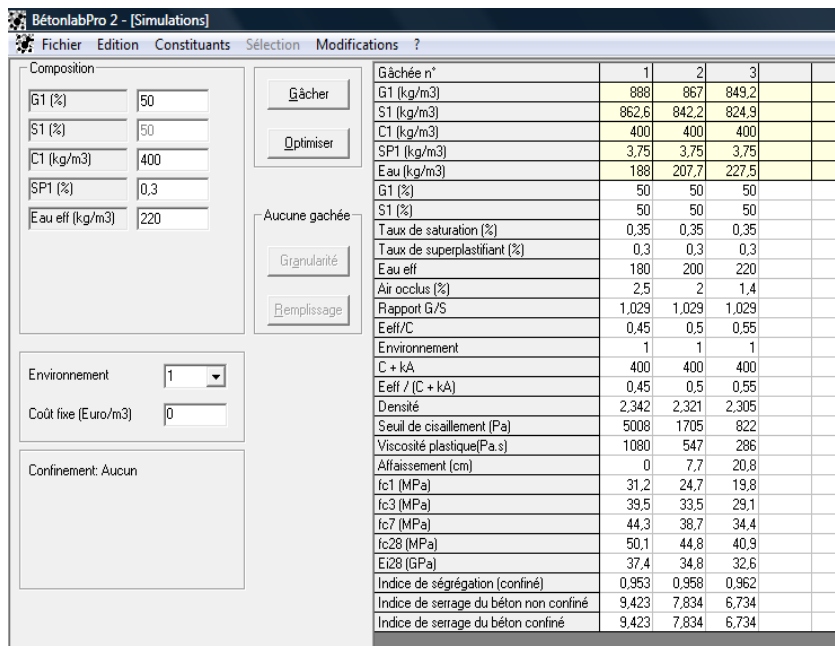 BétonlabPro 2 - [Simulations]
Fichier Edition Constituants Sélection Modifications ?
Composition
G1 (%) 50
S1 (%) 50
C1 (kg/m3) 400
SP1 (%) 0,3
Eau eff (kg/m3) 220
Gâcher
Optimiser
Aucune gachée
Granularité
Remplissage
Environnement 1
Coût fixe (Euro/m3) 0
Confinement: Aucun
Gâchée n° 1 2 3
G1 (kg/m3) 888 867 849,2
S1 (kg/m3) 862,6 842,2 824,9
C1 (kg/m3) 400 400 400
SP1 (kg/m3) 3,75 3,75 3,75
Eau (kg/m3) 188 207,7 227,5
G1 (%) 50 50 50
S1 (%) 50 50 50
Taux de saturation (%) 0,35 0,35 0,35
Taux de superplastifiant (%) 0,3 0,3 0,3
Eau eff 180 200 220
Air occlus (%) 2,5 2 1,4
Rapport G/S 1,029 1,029 1,029
Eeff/C 0,45 0,5 0,55
Environnement 1 1 1
C + kA 400 400 400
Eeff / (C + kA) 0,45 0,5 0,55
Densité 2,342 2,321 2,305
Seuil de cisaillement (Pa) 5008 1705 822
Viscosité plastique(Pa.s) 1080 547 286
Affaissement (cm) 0 7,7 20,8
fc1 (MPa) 31,2 24,7 19,8
fc3 (MPa) 39,5 33,5 29,1
fc7 (MPa) 44,3 38,7 34,4
fc28 (MPa) 50,1 44,8 40,9
Ei28 (GPa) 37,4 34,8 32,6
Indice de ségrégation (confiné) 0,953 0,958 0,962
Indice de serrage du béton non confiné 9,423 7,834 6,734
Indice de serrage du béton confiné 9,423 7,834 6,734